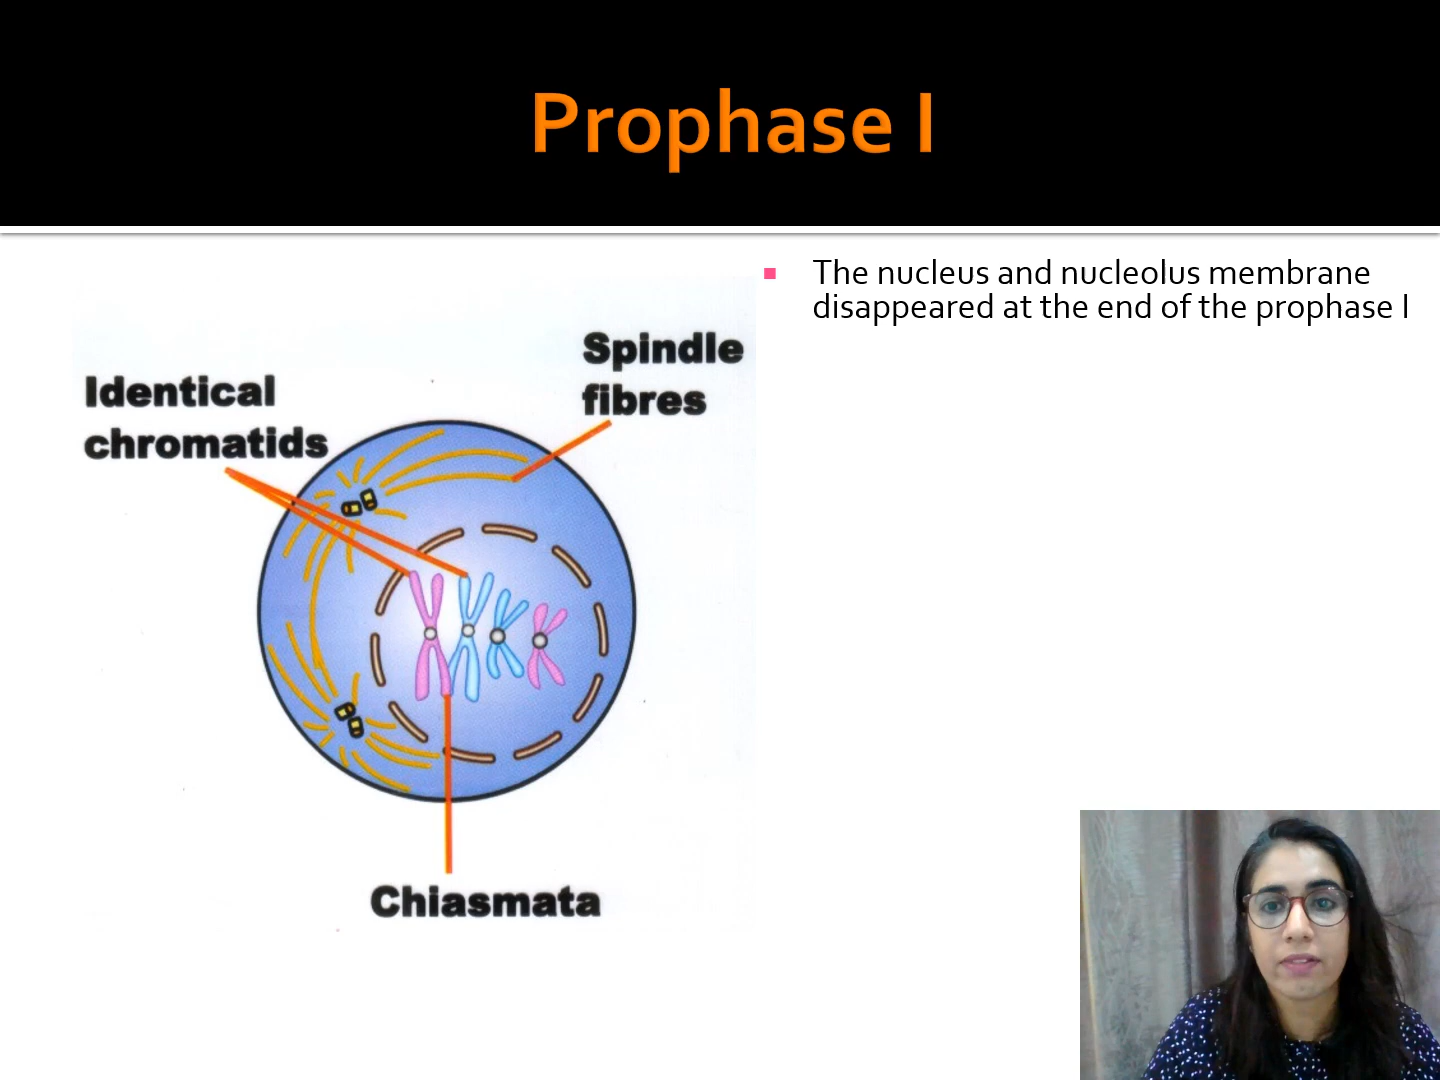 Prophase I
The nucleus and nucleolus membrane
disappeared at the end of the prophase I
Spindle
fibres
Identical
chromatids
Chiasmata